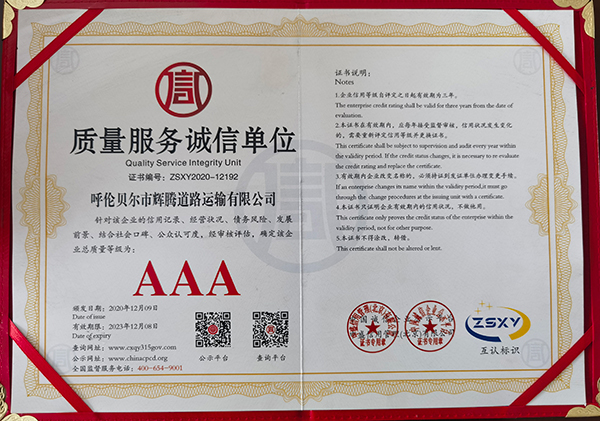 質量服务诚信单位
Quality Service Integrity Unit
证书编号：ZSXY2020-12192
呼伦贝尔市辉腾道路运输有限公司
针对该企业的信用记录、经营状况、债务风险、发展
前景、结合社会口碑、公众认可度，经审核评估，确定该企
业总质量等级为：
AAA
颁发日期：2020年12月09日
Date of issue
有效期限：2023年12月08日
Date of expiry
查询网址：www.cxqy315gov.com
公示网址：www.chinacpcd.org
全国监督服务电话：400-654-9001
公示平台
查询平台
证书说明：
Notes
1.企业信用等级自评定之日起有效期为三年。
The enterprise credit rating shall be valid for three years from the date of
evaluation.
2.本证书在有效期内，应每年接受监督审核，信用状况发生变化
的，需要重新评定信用等级并更换证书。
This certificate shall be subject to supervision and audit every year within
the validity period. If the credit status changes, it is necessary to re-evaluate
the credit rating and replace the certificate.
3.有效期内企业改变名称的，必须持证到发证单位办理变更手续。
If an enterprise changes its name within the validity period,it must go
through the change procedures at the issuing unit with a certificate.
4.本证书只证明企业有效期内的信用状况，不做他用。
This certificate only proves the credit status of the enterprise within the
validity period, not for other purpose.
5.本证书不得涂改，转借。
This certificate shall not be altered or lent.
证书专用章
证书专用章
ZSXY
互认标识